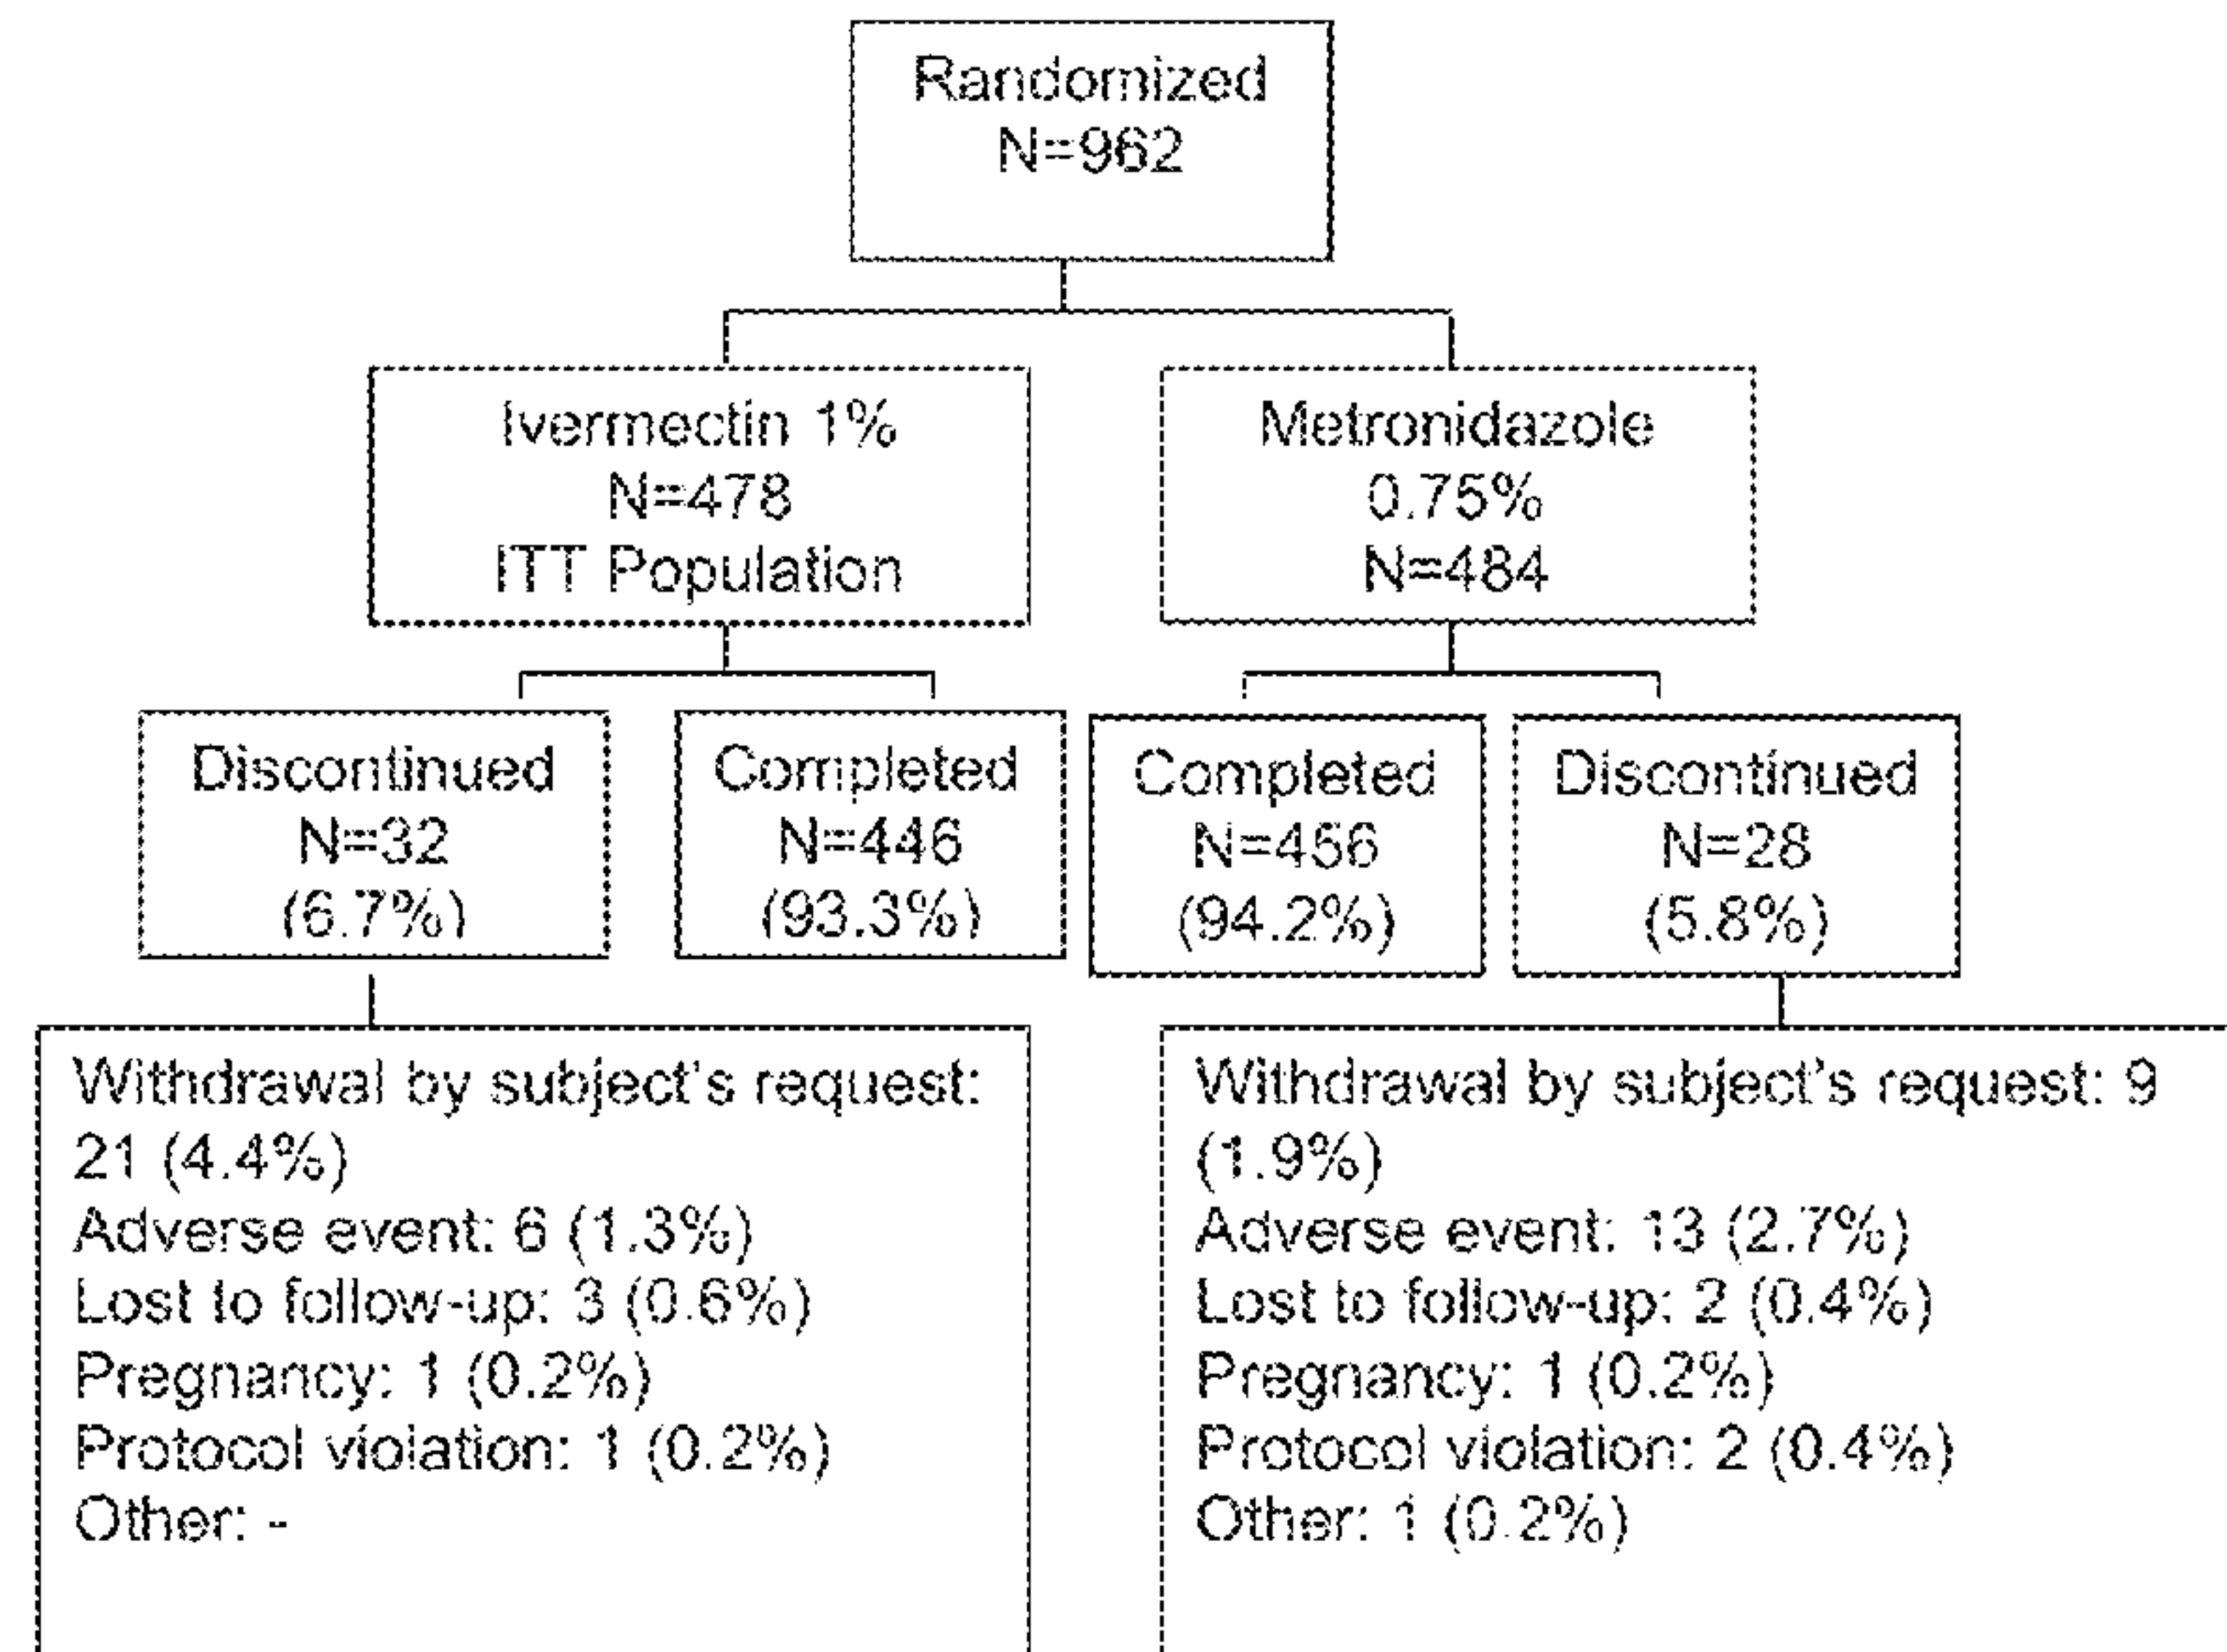 Randomized
N=962
Ivermectin 1%
N=478
ITT Population
Metronidazole
0.75%
N=484
Discontinued
N=32
(6.7%)
Completed
N=446
(93.3%)
Completed
N=456
(94.2%)
Discontinued
N=28
(5.8%)
Withdrawal by subject's request:
21 (4.4%)
Adverse event: 6 (1.3%)
Lost to follow-up: 3 (0.6%)
Pregnancy: 1 (0.2%)
Protocol violation: 1 (0.2%)
Other: -
Withdrawal by subject's request: 9
(1.9%)
Adverse event: 13 (2.7%)
Lost to follow-up: 2 (0.4%)
Pregnancy: 1 (0.2%)
Protocol violation: 2 (0.4%)
Other: 1 (0.2%)